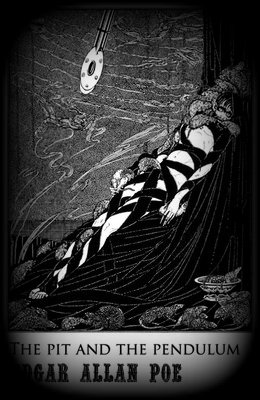 THE PIT AND THE PENDULUM
EDGAR ALLAN POE